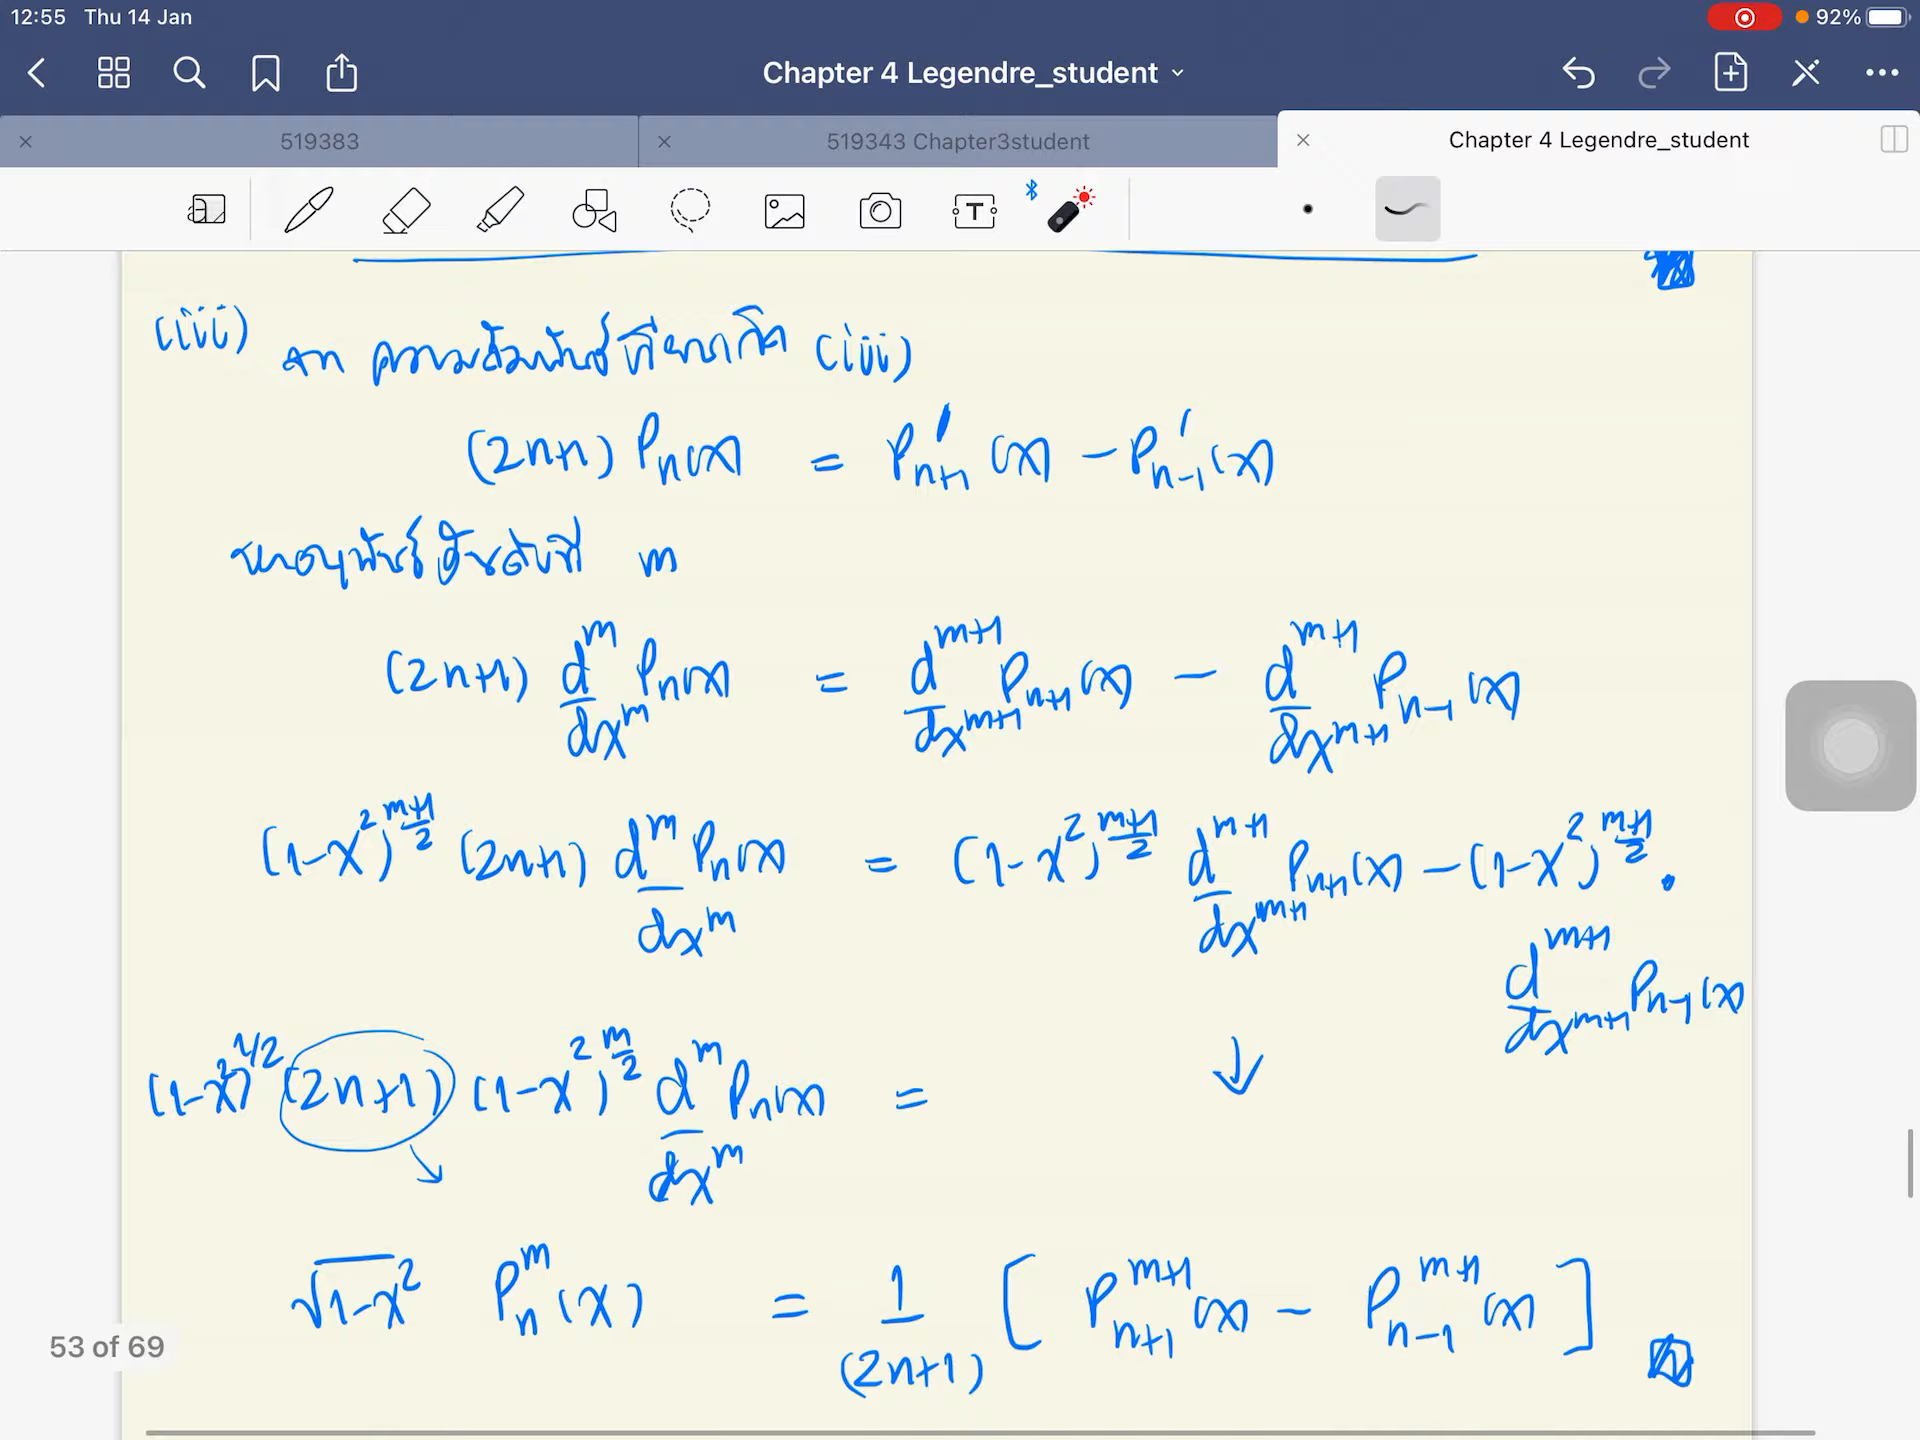 12:55 Thu 14 Jan 92%
Chapter 4 Legendre_student
519383
519343 Chapter3student
Chapter 4 Legendre_student
(iii) จาก ความสัมพันธ์เวียนเกิด (iii)
(2n+1) Pn(x) = P'n+1 (x) − P'n-1 (x)
หาอนุพันธ์อันดับที่ m
(2n+1) d^m/dx^m Pn(x) = d^m+1/dx^m+1 Pn+1 (x) − d^m+1/dx^m+1 Pn-1 (x)
(1-x²)^m+1/2 (2n+1) d^m/dx^m Pn(x) = (1-x²)^m+1/2 d^m+1/dx^m+1 Pn+1 (x) − (1-x²)^m+1/2 .
d^m+1/dx^m+1 Pn-1 (x)
(1-x²)^1/2 (2n+1) (1-x²)^m/2 d^m/dx^m Pn(x) = ↓
√1-x² P^m n (x) = 1/(2n+1) [ P^m+1 n+1 (x) − P^m+1 n-1 (x) ]
53 of 69